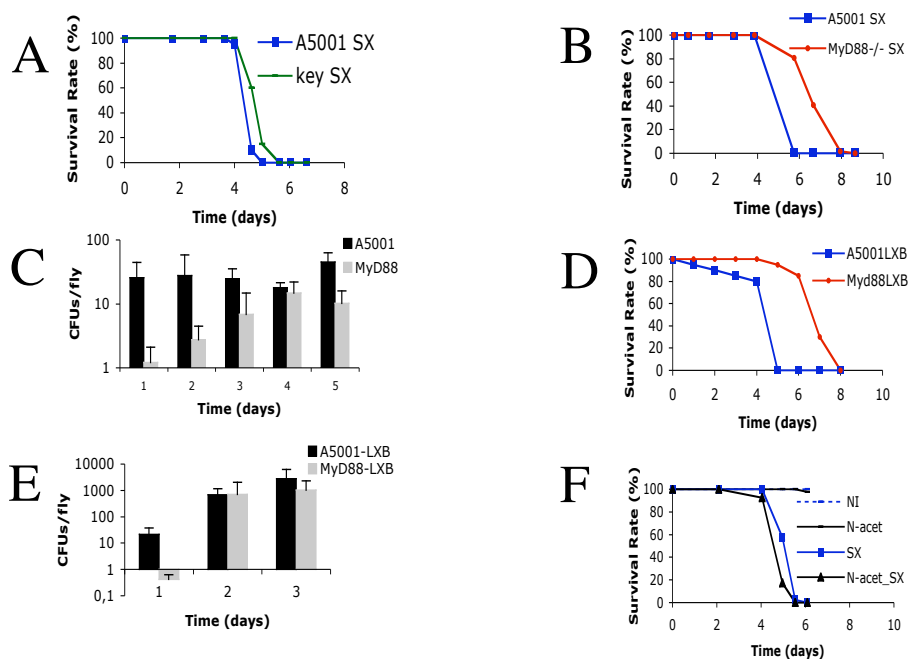 A
Survival Rate (%)
100
80
60
40
20
0
0 2 4 6 8
Time (days)
A5001 SX
key SX
B
Survival Rate (%)
100
80
60
40
20
0
0 2 4 6 8 10
Time (days)
A5001 SX
MyD88-/- SX
C
CFUs/fly
100
10
1
1 2 3 4 5
Time (days)
A5001
MyD88
D
Survival Rate (%)
100
80
60
40
20
0
0 2 4 6 8 10
Time (days)
A5001LXB
Myd88LXB
E
CFUs/fly
10000
1000
100
10
1
0,1
1 2 3
Time (days)
A5001-LXB
MyD88-LXB
F
Survival Rate (%)
100
80
60
40
20
0
0 2 4 6 8 10
Time (days)
NI
N-acet
SX
N-acet_SX